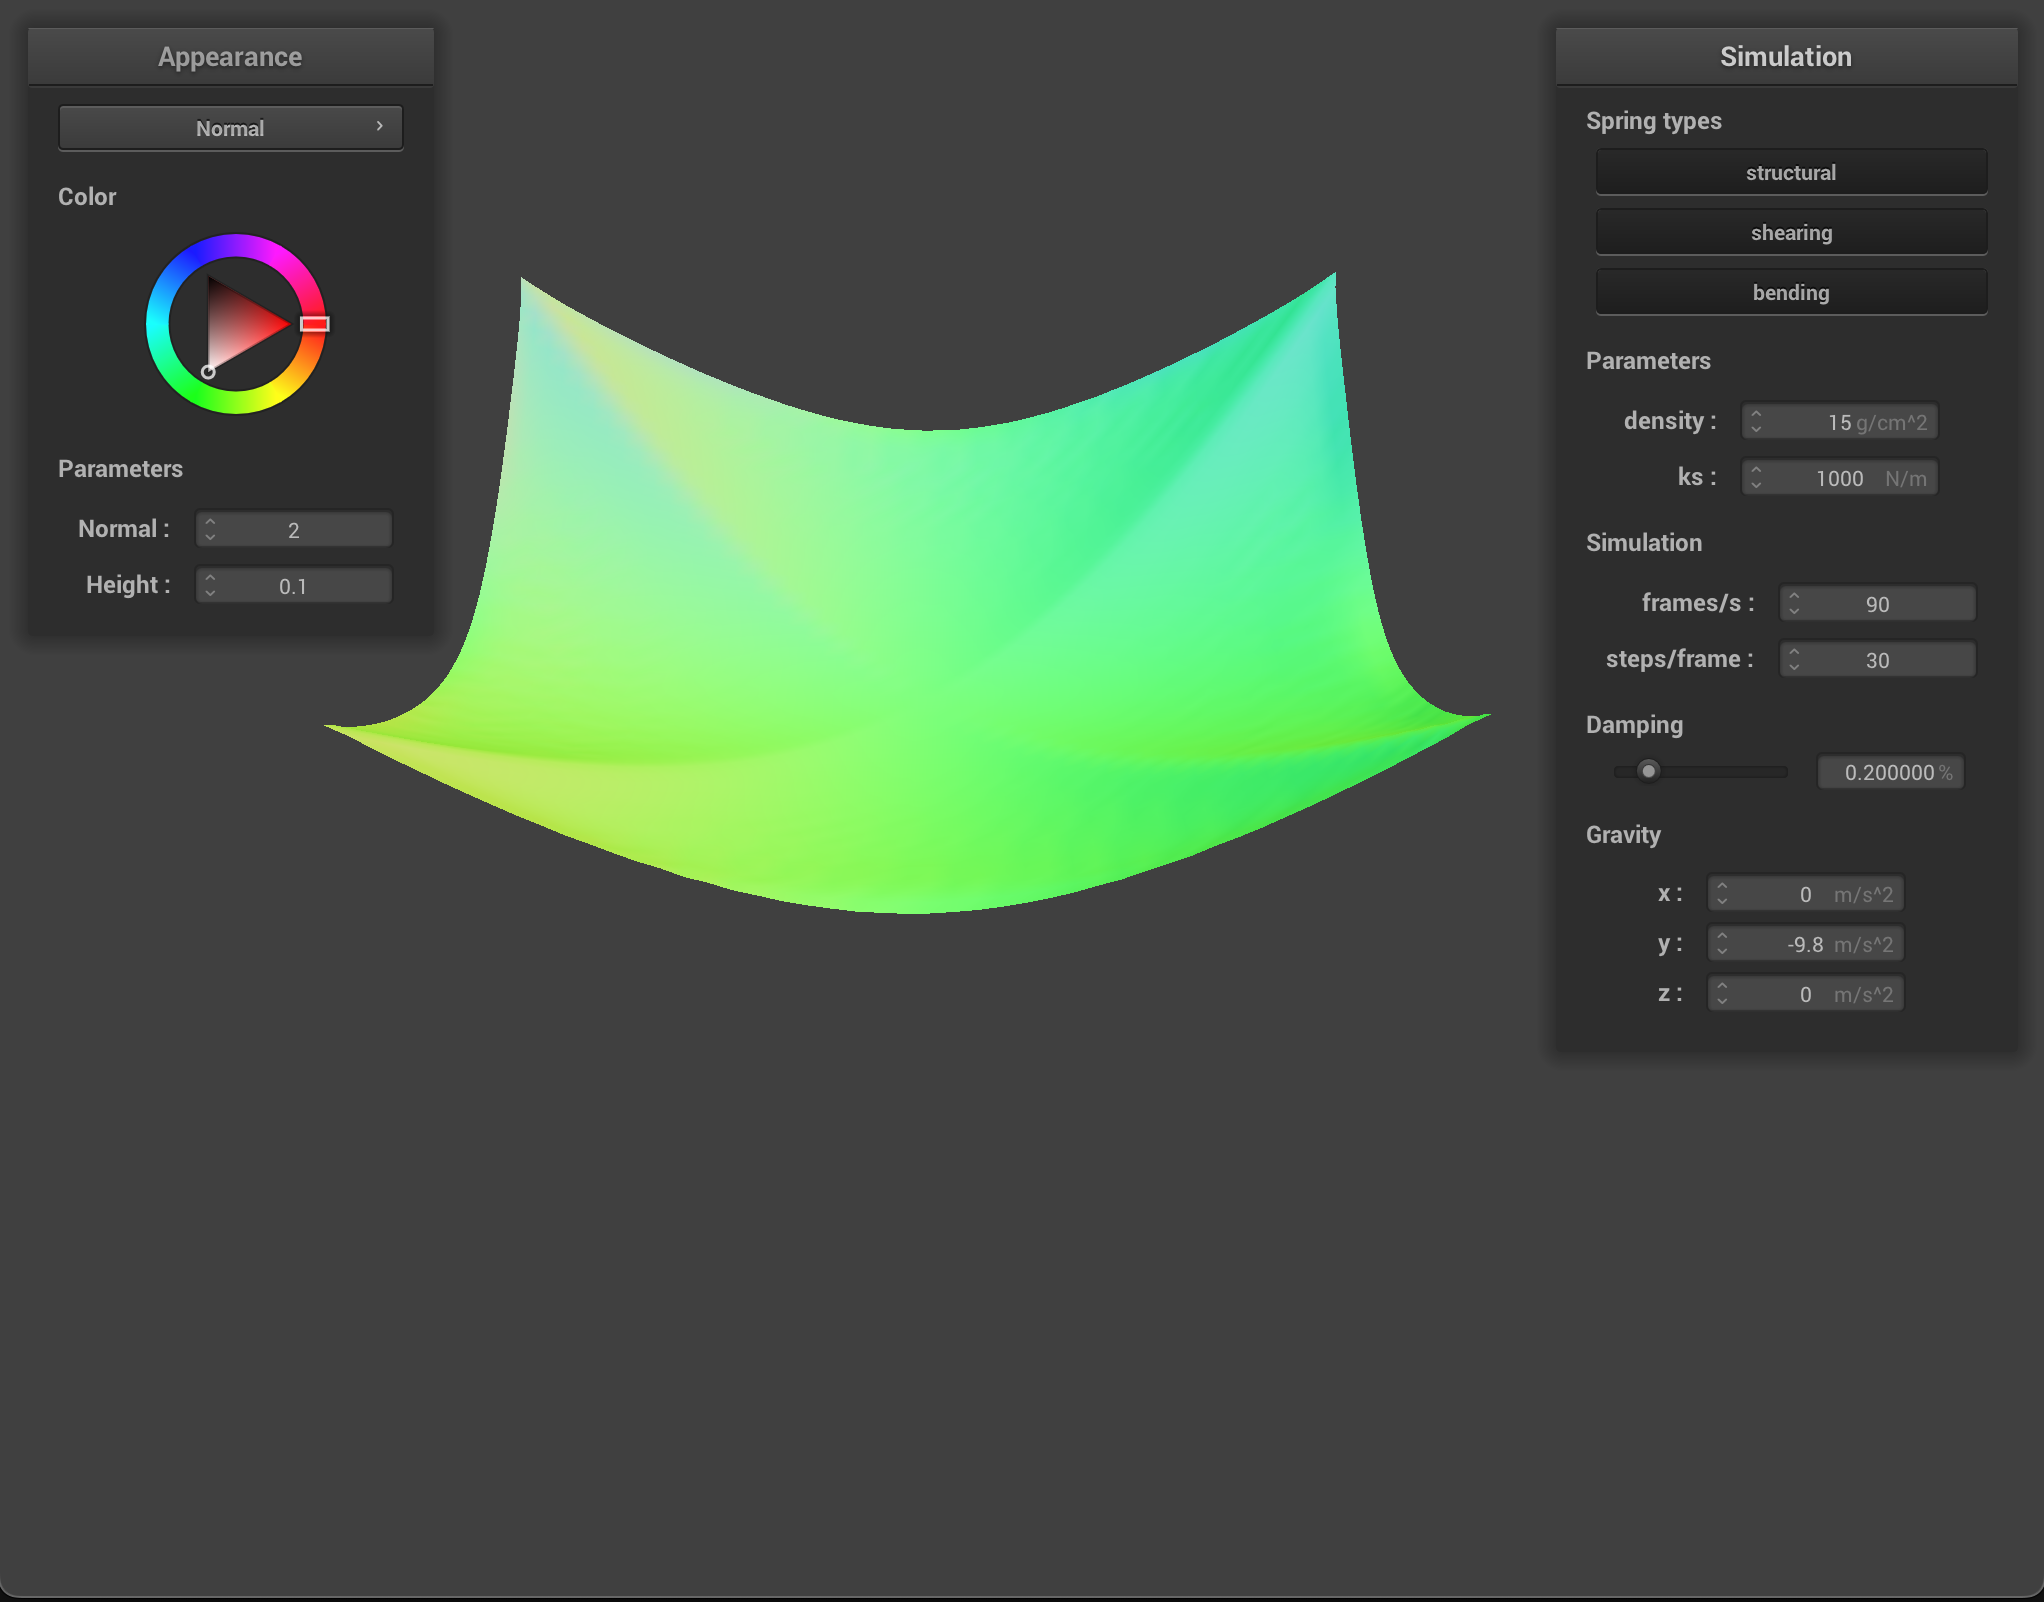 Appearance
Normal
Color
Parameters
Normal : 2
Height : 0.1
Simulation
Spring types
structural
shearing
bending
Parameters
density : 15 g/cm^2
ks : 1000 N/m
Simulation
frames/s : 90
steps/frame : 30
Damping
0.200000 %
Gravity
x : 0 m/s^2
y : -9.8 m/s^2
z : 0 m/s^2